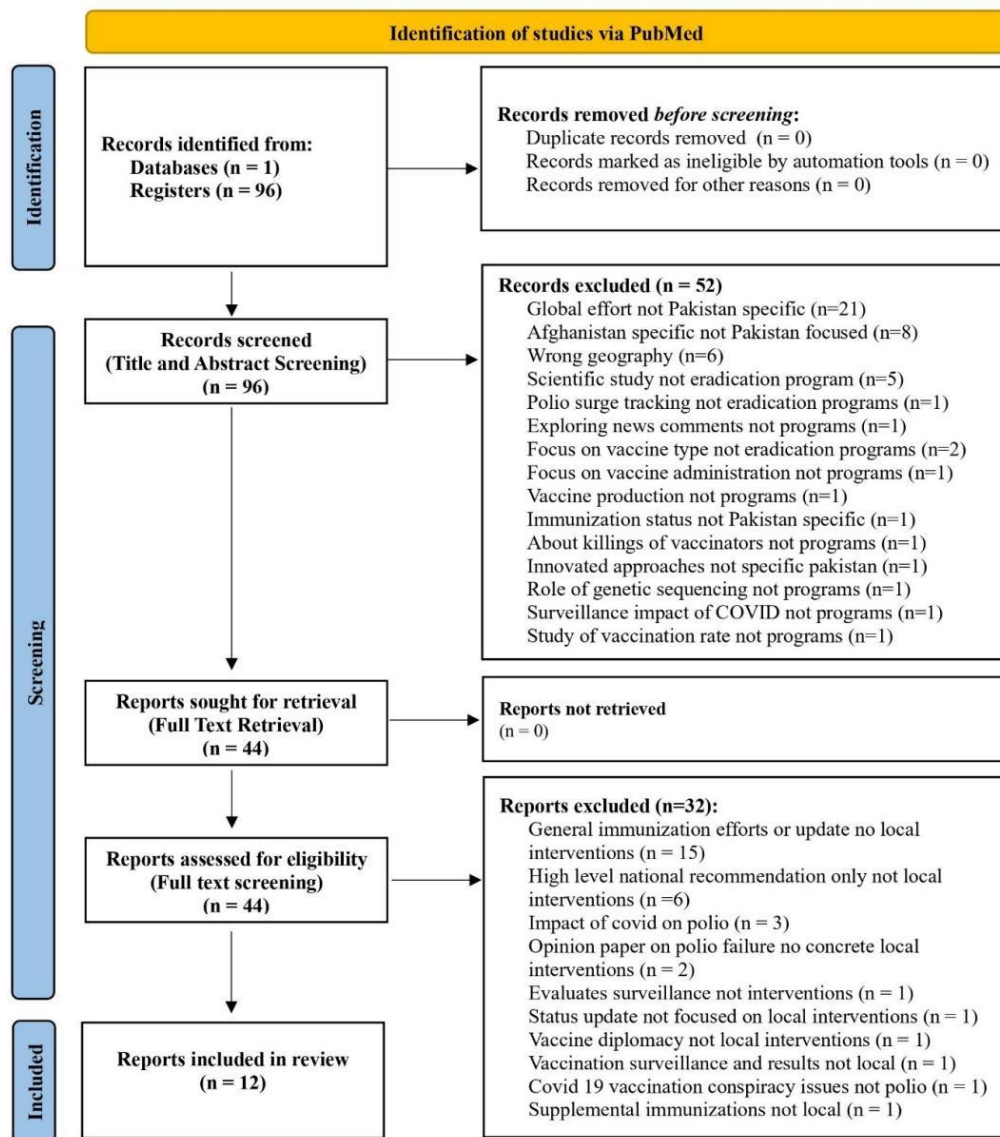 Identification of studies via PubMed
Identification
Records identified from:
Databases (n = 1)
Registers (n = 96)
Records removed before screening:
Duplicate records removed (n = 0)
Records marked as ineligible by automation tools (n = 0)
Records removed for other reasons (n = 0)
Screening
Records screened
(Title and Abstract Screening)
(n = 96)
Records excluded (n = 52)
Global effort not Pakistan specific (n=21)
Afghanistan specific not Pakistan focused (n=8)
Wrong geography (n=6)
Scientific study not eradication program (n=5)
Polio surge tracking not eradication programs (n=1)
Exploring news comments not programs (n=1)
Focus on vaccine type not eradication programs (n=2)
Focus on vaccine administration not programs (n=1)
Vaccine production not programs (n=1)
Immunization status not Pakistan specific (n=1)
About killings of vaccinators not programs (n=1)
Innovated approaches not specific pakistan (n=1)
Role of genetic sequencing not programs (n=1)
Surveillance impact of COVID not programs (n=1)
Study of vaccination rate not programs (n=1)
Reports sought for retrieval
(Full Text Retrieval)
(n = 44)
Reports not retrieved
(n = 0)
Reports assessed for eligibility
(Full text screening)
(n = 44)
Reports excluded (n=32):
General immunization efforts or update no local
interventions (n = 15)
High level national recommendation only not local
interventions (n =6)
Impact of covid on polio (n = 3)
Opinion paper on polio failure no concrete local
interventions (n = 2)
Evaluates surveillance not interventions (n = 1)
Status update not focused on local interventions (n = 1)
Vaccine diplomacy not local interventions (n = 1)
Vaccination surveillance and results not local (n = 1)
Covid 19 vaccination conspiracy issues not polio (n = 1)
Supplemental immunizations not local (n = 1)
Included
Reports included in review
(n = 12)